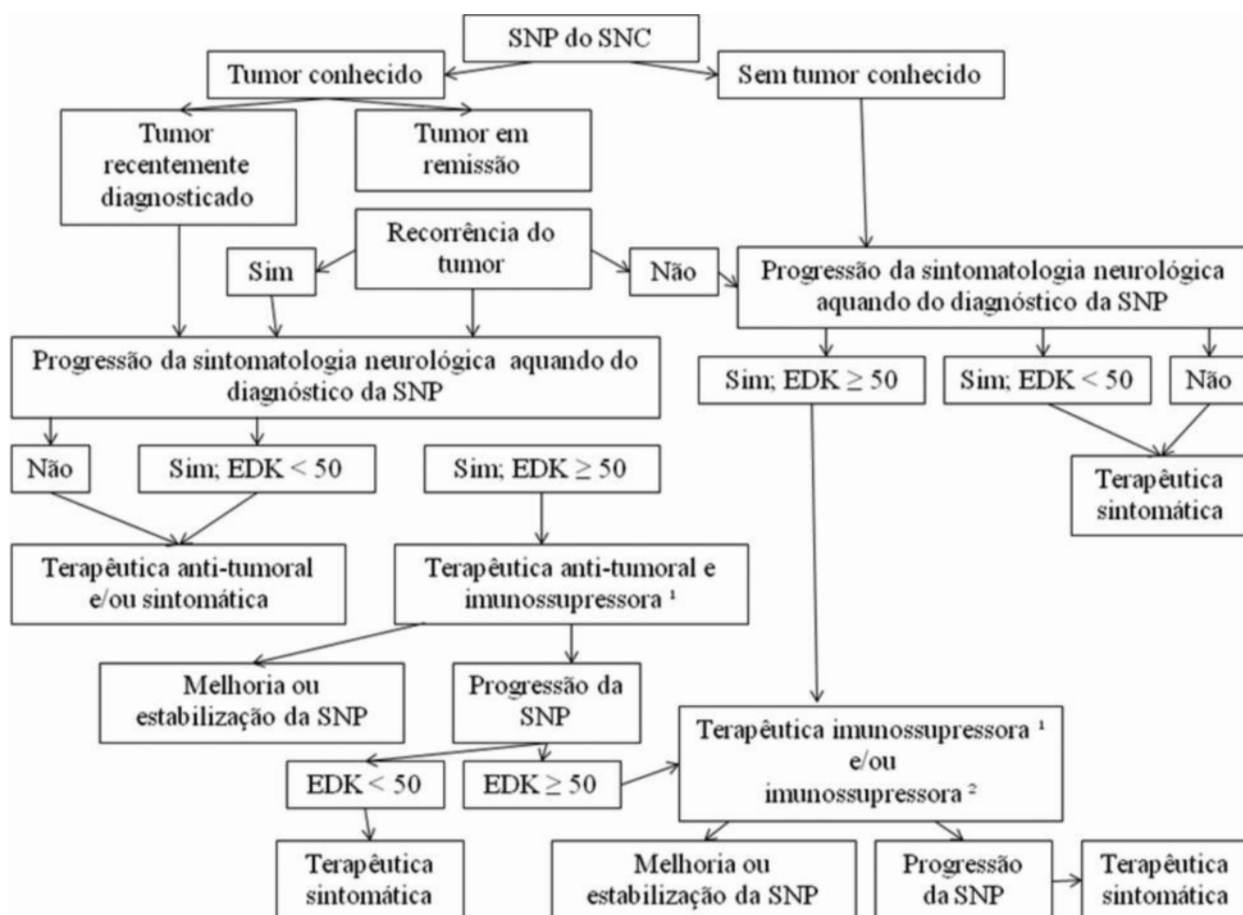 SNP do SNC
Tumor conhecido
Sem tumor conhecido
Tumor
recentemente
diagnosticado
Tumor em
remissão
Recorrência do
tumor
Sim
Não
Progressão da sintomatologia neurológica
aquando do diagnóstico da SNP
Progressão da sintomatologia neurológica aquando do
diagnóstico da SNP
Sim; EDK ≥ 50
Sim; EDK < 50
Não
Não
Sim; EDK < 50
Sim; EDK ≥ 50
Terapêutica
sintomática
Terapêutica anti-tumoral
e/ou sintomática
Terapêutica anti-tumoral e
imunossupressora ¹
Melhoria ou
estabilização da SNP
Progressão da
SNP
Terapêutica imunossupressora ¹
e/ou
imunossupressora ²
EDK < 50
EDK ≥ 50
Terapêutica
sintomática
Melhoria ou
estabilização da SNP
Progressão
da SNP
Terapêutica
sintomática